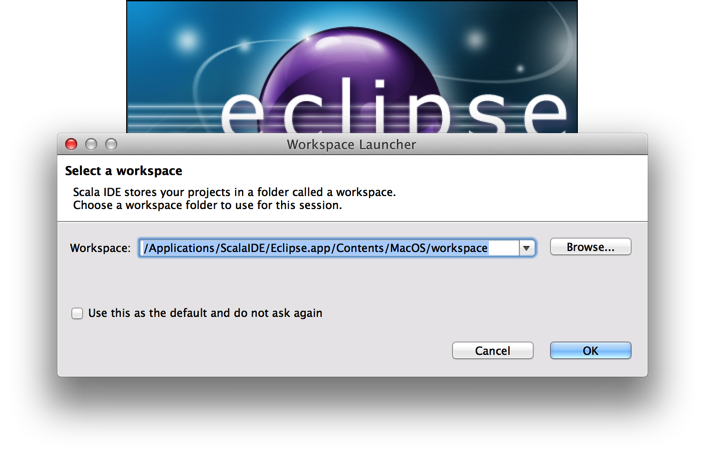 eclipse
Workspace Launcher
Select a workspace
Scala IDE stores your projects in a folder called a workspace.
Choose a workspace folder to use for this session.
Workspace: /Applications/ScalaIDE/Eclipse.app/Contents/MacOS/workspace Browse...
Use this as the default and do not ask again
Cancel OK